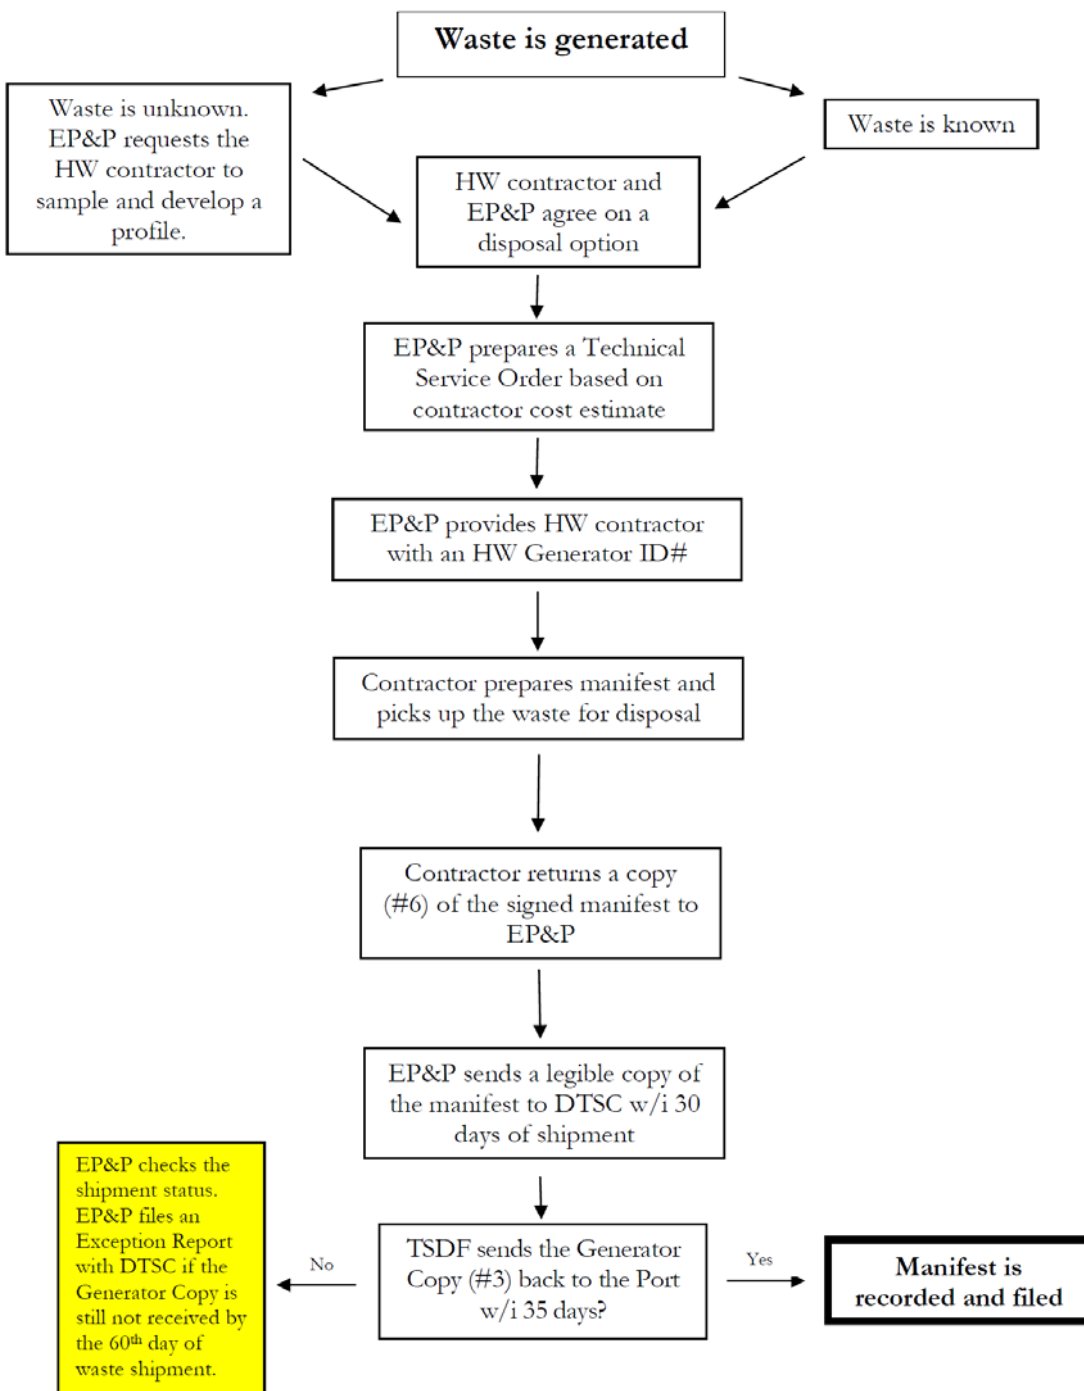 Waste is generated
Waste is unknown.
EP&P requests the
HW contractor to
sample and develop a
profile.
Waste is known
HW contractor and
EP&P agree on a
disposal option
EP&P prepares a Technical
Service Order based on
contractor cost estimate
EP&P provides HW contractor
with an HW Generator ID#
Contractor prepares manifest and
picks up the waste for disposal
Contractor returns a copy
(#6) of the signed manifest to
EP&P
EP&P sends a legible copy of
the manifest to DTSC w/i 30
days of shipment
EP&P checks the
shipment status.
EP&P files an
Exception Report
with DTSC if the
Generator Copy is
still not received by
the 60th day of
waste shipment.
No
TSDF sends the Generator
Copy (#3) back to the Port
w/i 35 days?
Yes
Manifest is
recorded and filed